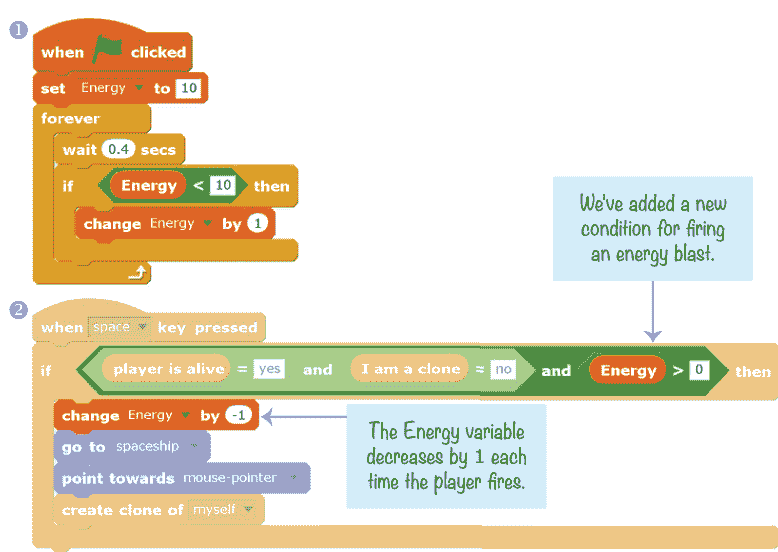 1
when clicked
set Energy to 10
forever
wait 0.4 secs
if Energy < 10 then
change Energy by 1
We've added a new
condition for firing
an energy blast.
2
when space key pressed
if player is alive = yes and I am a clone = no and Energy > 0 then
change Energy by -1
go to spaceship
point towards mouse-pointer
create clone of myself
The Energy variable
decreases by 1 each
time the player fires.